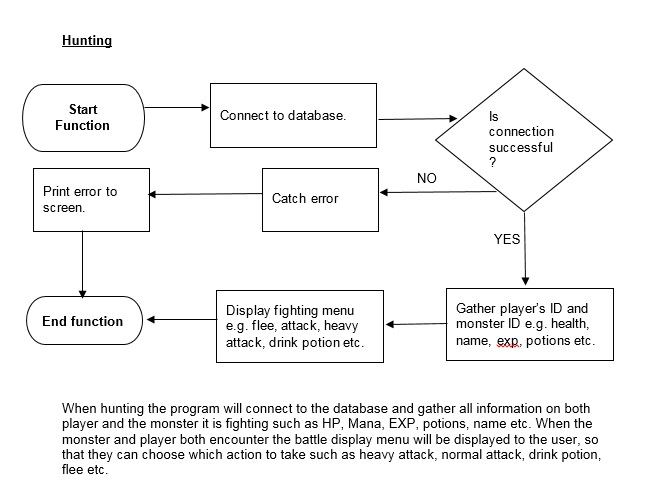 Hunting
Start
Function
Connect to database.
Is
connection
successful
?
NO
Catch error
Print error to
screen.
YES
Gather player's ID and
monster ID e.g. health,
name, exp, potions etc.
Display fighting menu
e.g. flee, attack, heavy
attack, drink potion etc.
End function
When hunting the program will connect to the database and gather all information on both
player and the monster it is fighting such as HP, Mana, EXP, potions, name etc. When the
monster and player both encounter the battle display menu will be displayed to the user, so
that they can choose which action to take such as heavy attack, normal attack, drink potion,
flee etc.